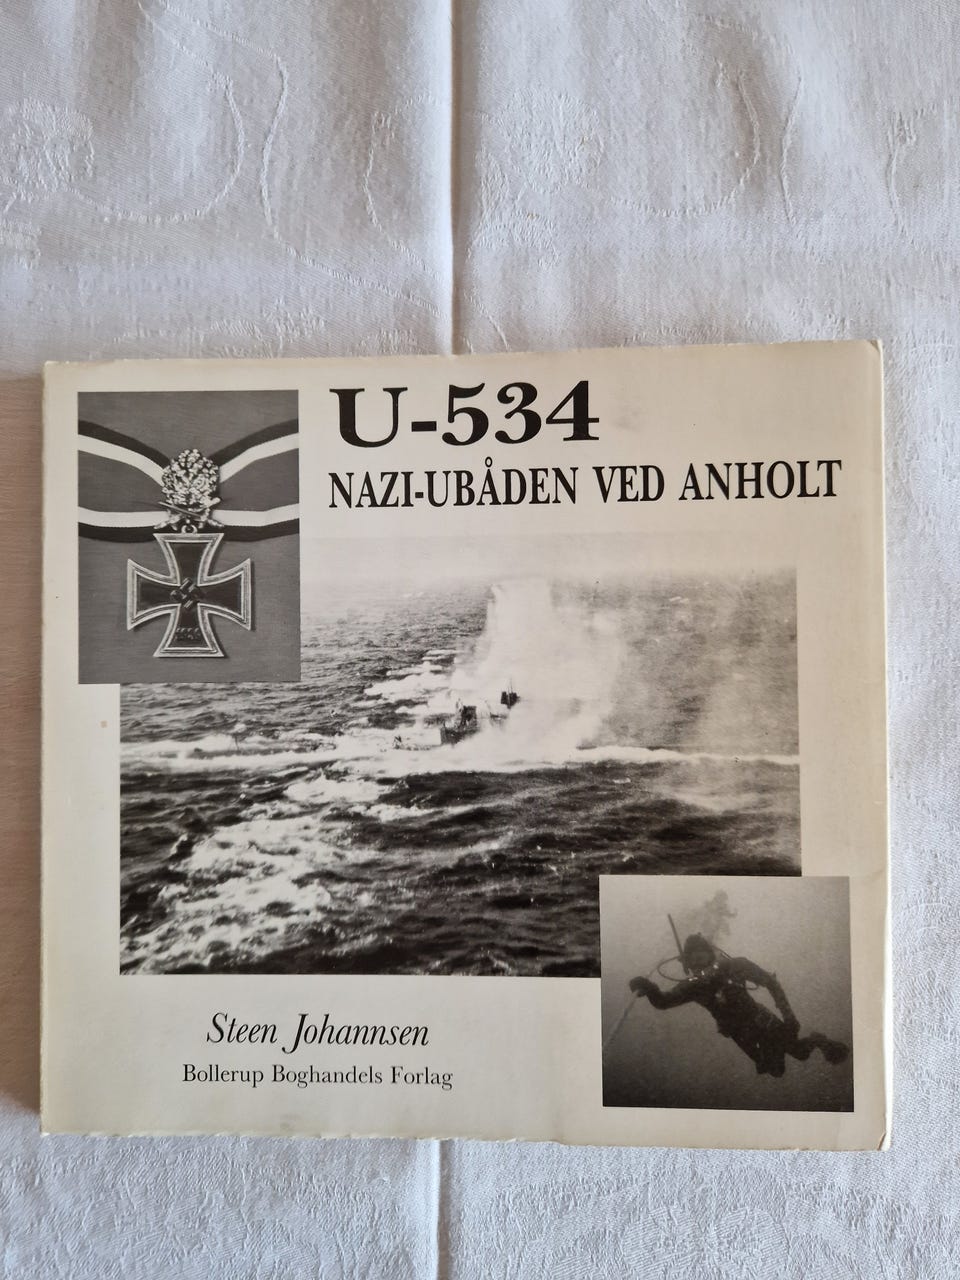 U-534
NAZI-UBÅDEN VED ANHOLT
Steen Johannsen
Bollerup Boghandels Forlag